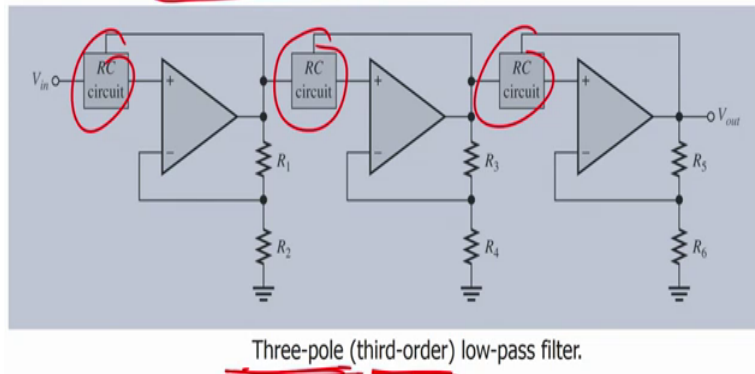 RC circuit
RC circuit
RC circuit
V_in
V_out
+
+
+
−
−
−
R_1
R_3
R_5
R_2
R_4
R_6
Three-pole (third-order) low-pass filter.